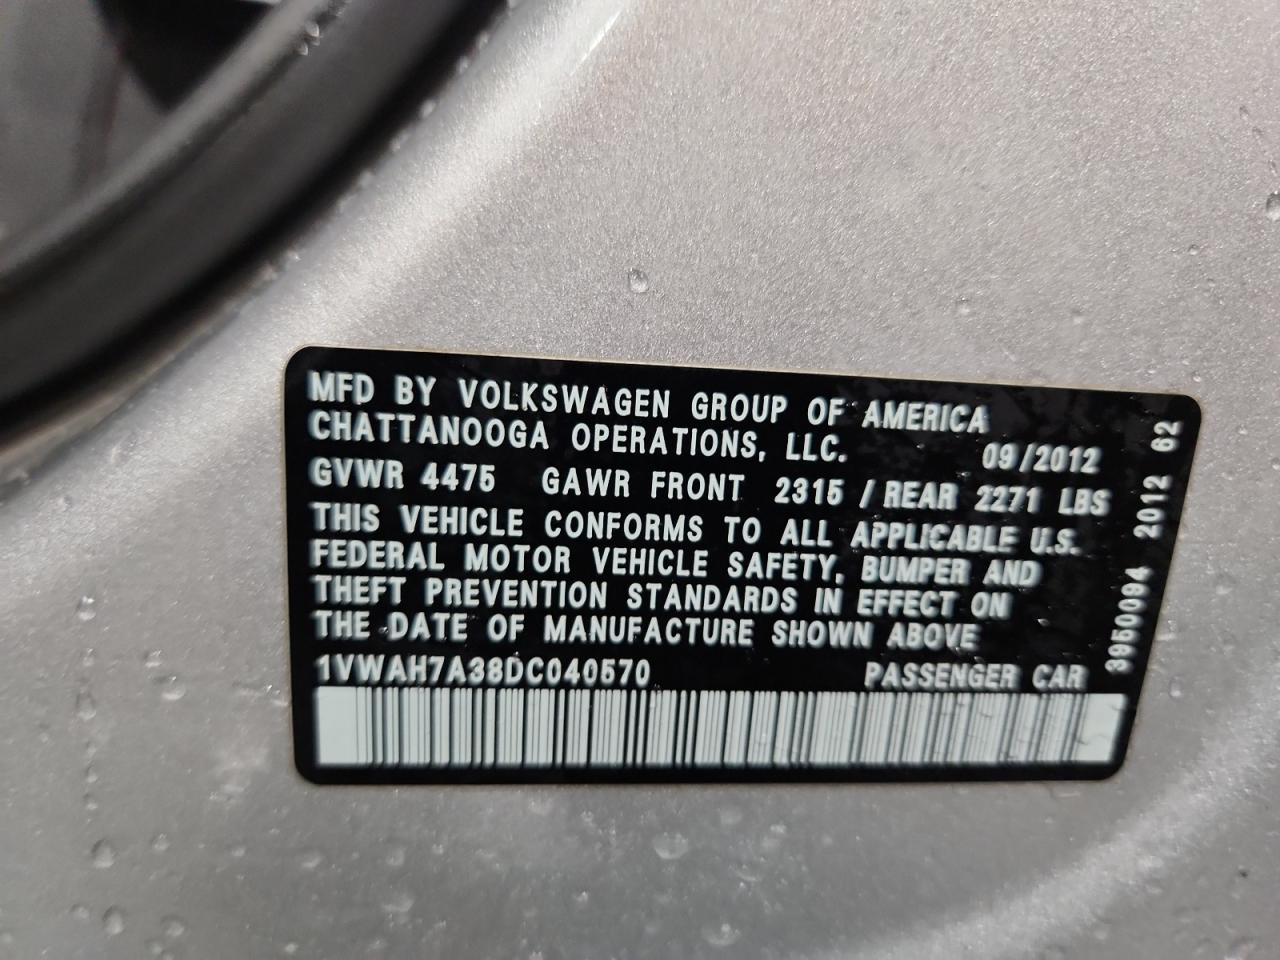 MFD BY VOLKSWAGEN GROUP OF AMERICA
CHATTANOOGA OPERATIONS, LLC. 09/2012
GVWR 4475 GAWR FRONT 2315 / REAR 2271 LBS
THIS VEHICLE CONFORMS TO ALL APPLICABLE U.S.
FEDERAL MOTOR VEHICLE SAFETY, BUMPER AND
THEFT PREVENTION STANDARDS IN EFFECT ON
THE DATE OF MANUFACTURE SHOWN ABOVE
1VWAH7A38DC040570 PASSENGER CAR
3950094 2012 62